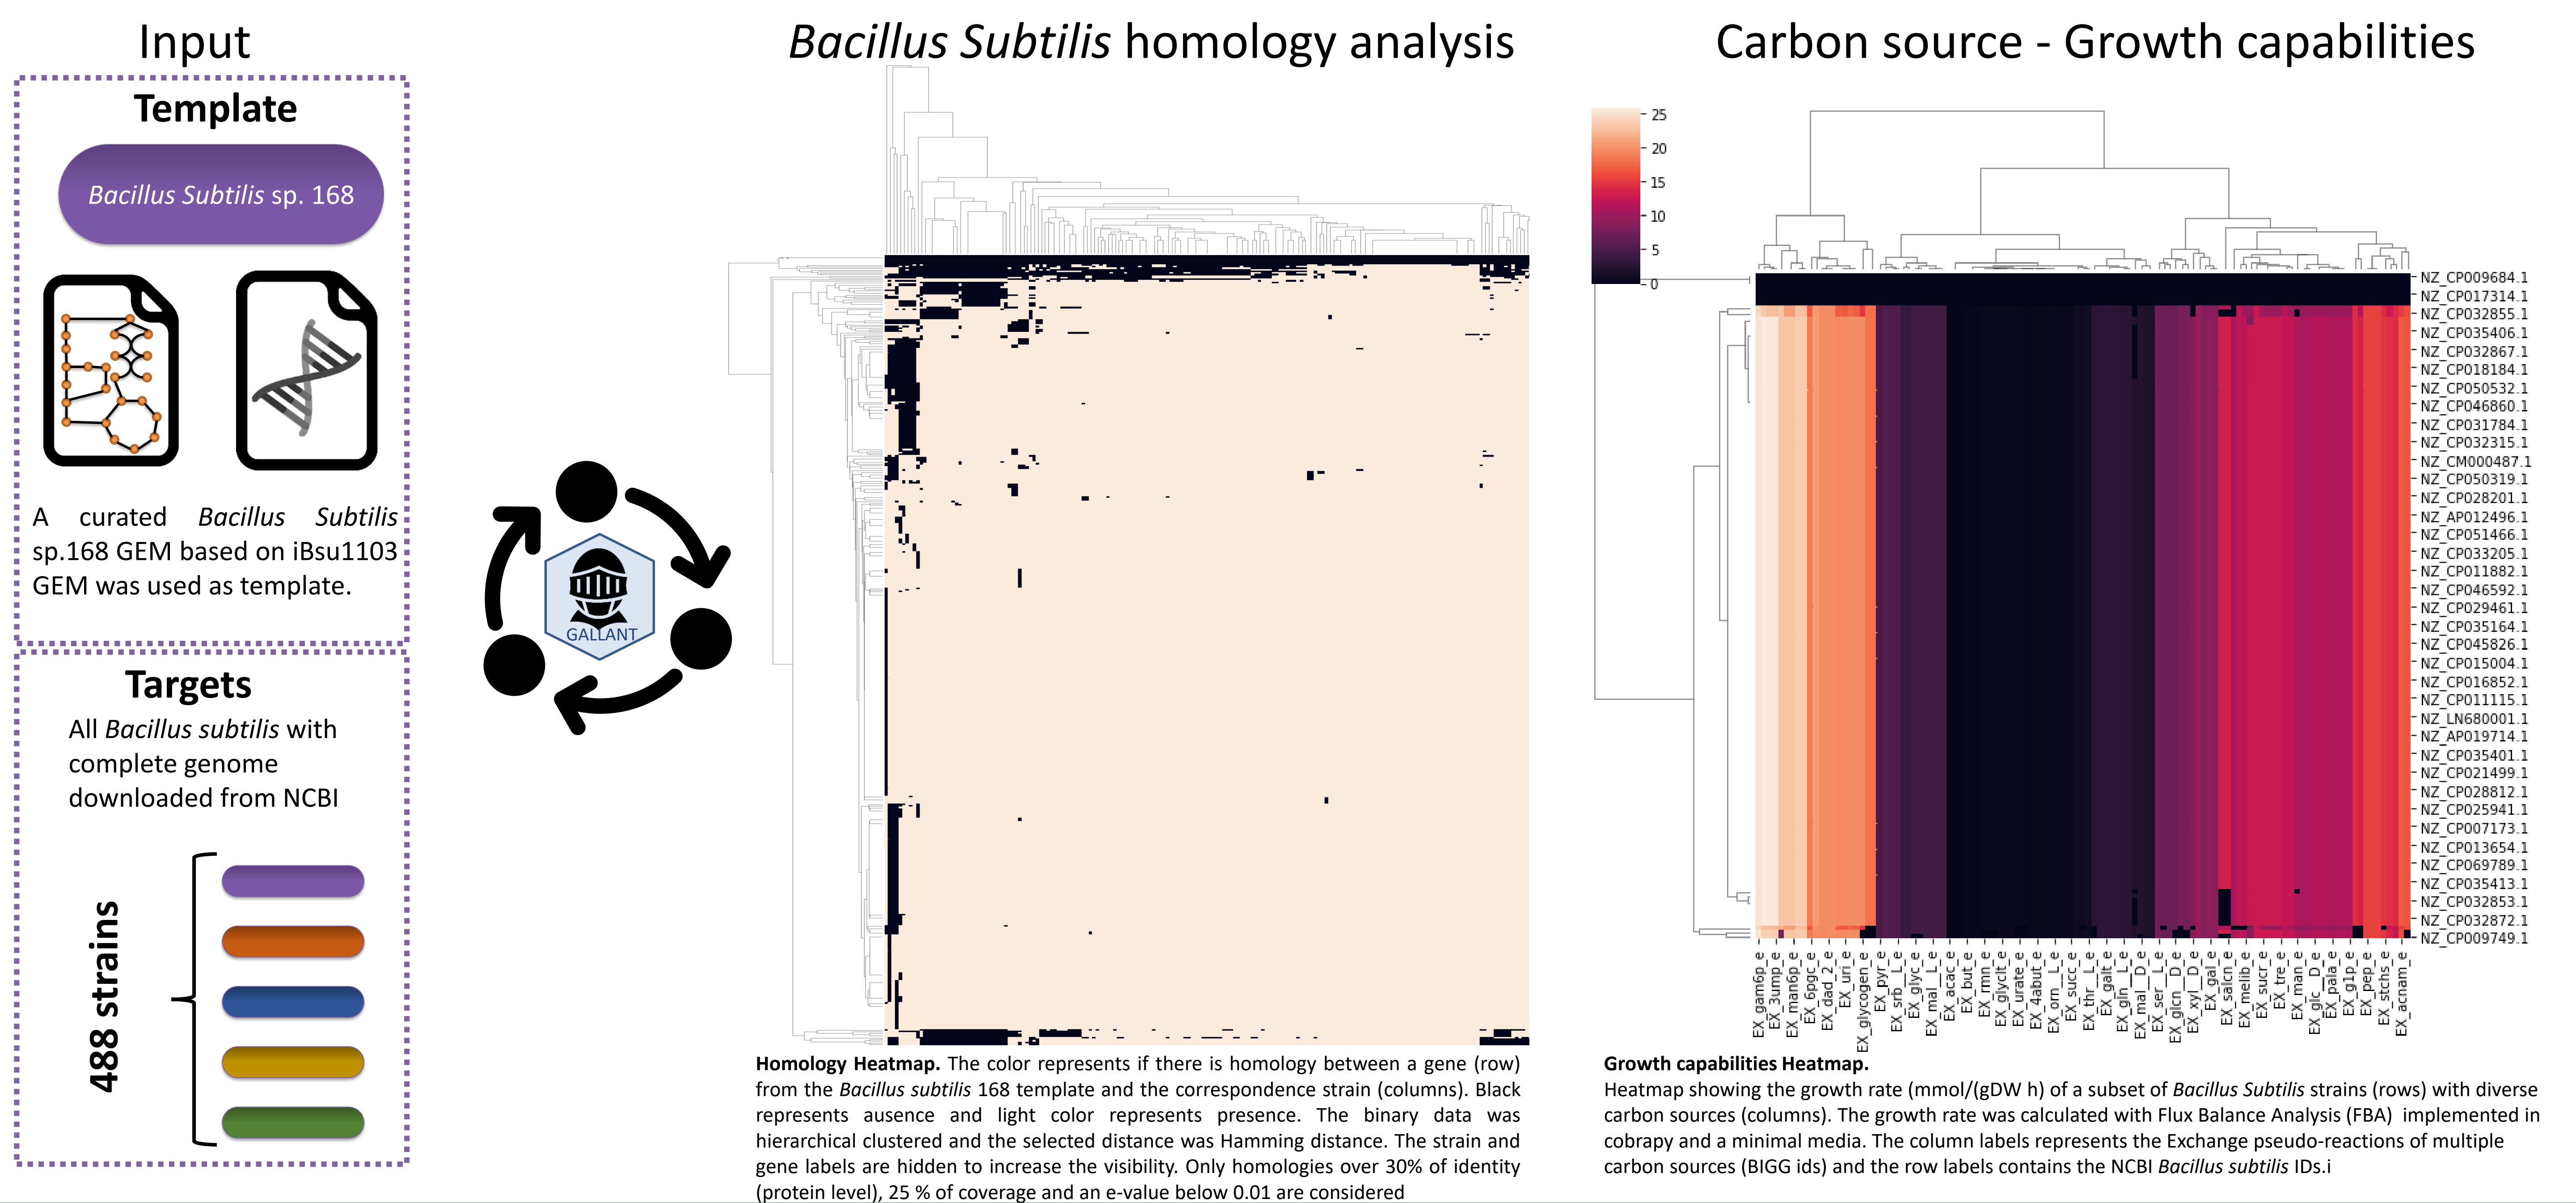 Input
Template
Bacillus Subtilis sp. 168
A curated Bacillus Subtilis
sp.168 GEM based on iBsu1103
GEM was used as template.
Targets
All Bacillus subtilis with
complete genome
downloaded from NCBI
488 strains
GALLANT
Bacillus Subtilis homology analysis
Homology Heatmap. The color represents if there is homology between a gene (row)
from the Bacillus subtilis 168 template and the correspondence strain (columns). Black
represents ausence and light color represents presence. The binary data was
hierarchical clustered and the selected distance was Hamming distance. The strain and
gene labels are hidden to increase the visibility. Only homologies over 30% of identity
(protein level), 25 % of coverage and an e-value below 0.01 are considered
Carbon source - Growth capabilities
25
20
15
10
5
0
NZ_CP009684.1
NZ_CP017314.1
NZ_CP032855.1
NZ_CP035406.1
NZ_CP032867.1
NZ_CP018184.1
NZ_CP050532.1
NZ_CP046860.1
NZ_CP031784.1
NZ_CP032315.1
NZ_CM000487.1
NZ_CP050319.1
NZ_CP028201.1
NZ_AP012496.1
NZ_CP051466.1
NZ_CP033205.1
NZ_CP011882.1
NZ_CP046592.1
NZ_CP029461.1
NZ_CP035164.1
NZ_CP045826.1
NZ_CP015004.1
NZ_CP016852.1
NZ_CP011115.1
NZ_LN680001.1
NZ_AP019714.1
NZ_CP035401.1
NZ_CP021499.1
NZ_CP028812.1
NZ_CP025941.1
NZ_CP007173.1
NZ_CP013654.1
NZ_CP069789.1
NZ_CP035413.1
NZ_CP032853.1
NZ_CP032872.1
NZ_CP009749.1
EX_gam6p_e
EX_3ump_e
EX_man6p_e
EX_6pgc_e
EX_dad_2_e
EX_uri_e
EX_glycogen_e
EX_pyr_e
EX_srb__L_e
EX_glyc_e
EX_mal__L_e
EX_acac_e
EX_but_e
EX_rmn_e
EX_glyclt_e
EX_urate_e
EX_4abut_e
EX_orn__L_e
EX_succ_e
EX_thr__L_e
EX_galt_e
EX_gln__L_e
EX_mal__D_e
EX_ser__L_e
EX_glcn__D_e
EX_xyl__D_e
EX_gal_e
EX_salcn_e
EX_melib_e
EX_sucr_e
EX_tre_e
EX_man_e
EX_glc__D_e
EX_pala_e
EX_g1p_e
EX_pep_e
EX_stchs_e
EX_acnam_e
Growth capabilities Heatmap.
Heatmap showing the growth rate (mmol/(gDW h) of a subset of Bacillus Subtilis strains (rows) with diverse
carbon sources (columns). The growth rate was calculated with Flux Balance Analysis (FBA) implemented in
cobrapy and a minimal media. The column labels represents the Exchange pseudo-reactions of multiple
carbon sources (BIGG ids) and the row labels contains the NCBI Bacillus subtilis IDs.i